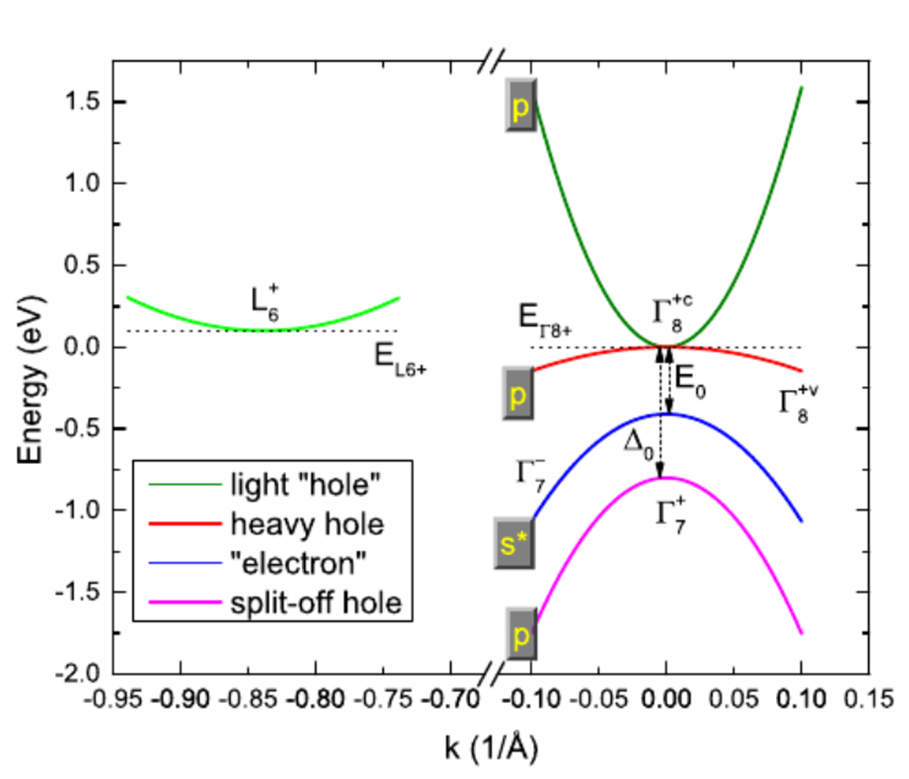 p
1.5
1.0
0.5
0.0
-0.5
-1.0
-1.5
-2.0
Energy (eV)
L₆⁺
E_L6+
E_Γ8+
Γ₈⁺ᶜ
E₀
Γ₈⁺ᵛ
p
Δ₀
Γ₇⁻
Γ₇⁺
s*
p
light "hole"
heavy hole
"electron"
split-off hole
-0.95 -0.90 -0.85 -0.80 -0.75 -0.70 -0.10 -0.05 0.00 0.05 0.10 0.15
k (1/Å)